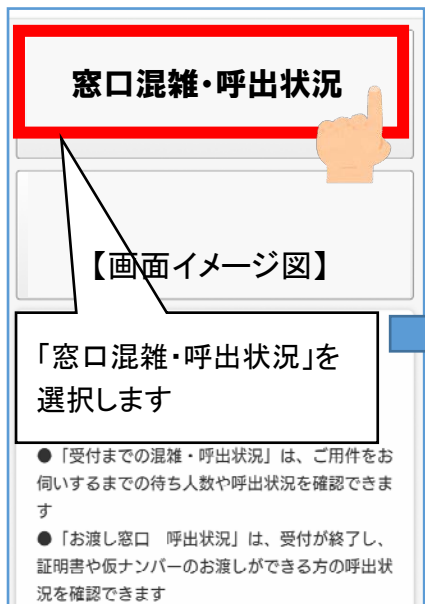 窓口混雑・呼出状況
【画面イメージ図】
「窓口混雑・呼出状況」を
選択します
●「受付までの混雑・呼出状況」は、ご用件をお
伺いするまでの待ち人数や呼出状況を確認できま
す
●「お渡し窓口　呼出状況」は、受付が終了し、
証明書や仮ナンバーのお渡しができる方の呼出状
況を確認できます